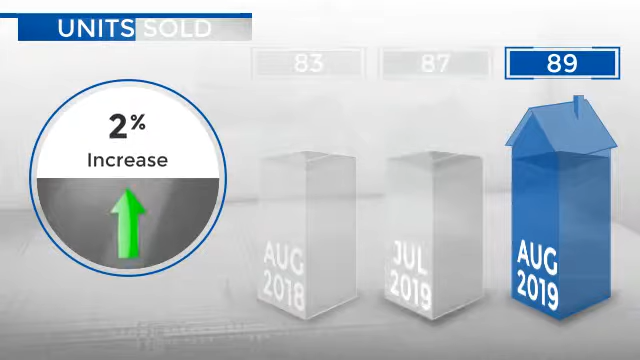 UNITS SOLD
83
87
89
2%
Increase
AUG
2018
JUL
2019
AUG
2019